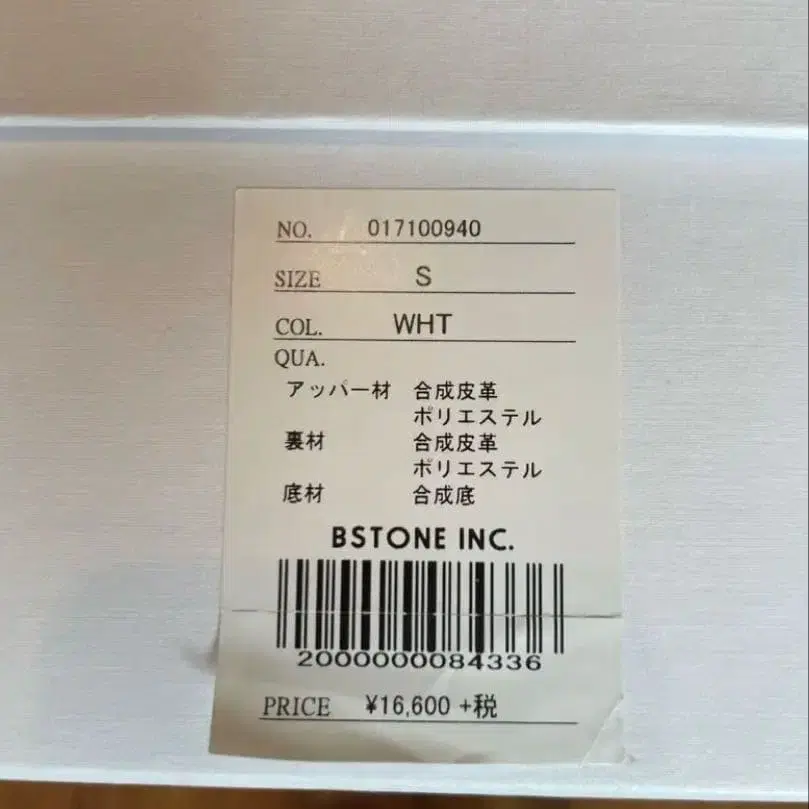 NO. 017100940
SIZE S
COL. WHT
QUA.
アッパー材 合成皮革
ポリエステル
裏材 合成皮革
ポリエステル
底材 合成底
BSTONE INC.
2000000084336
PRICE ¥16,600 +税